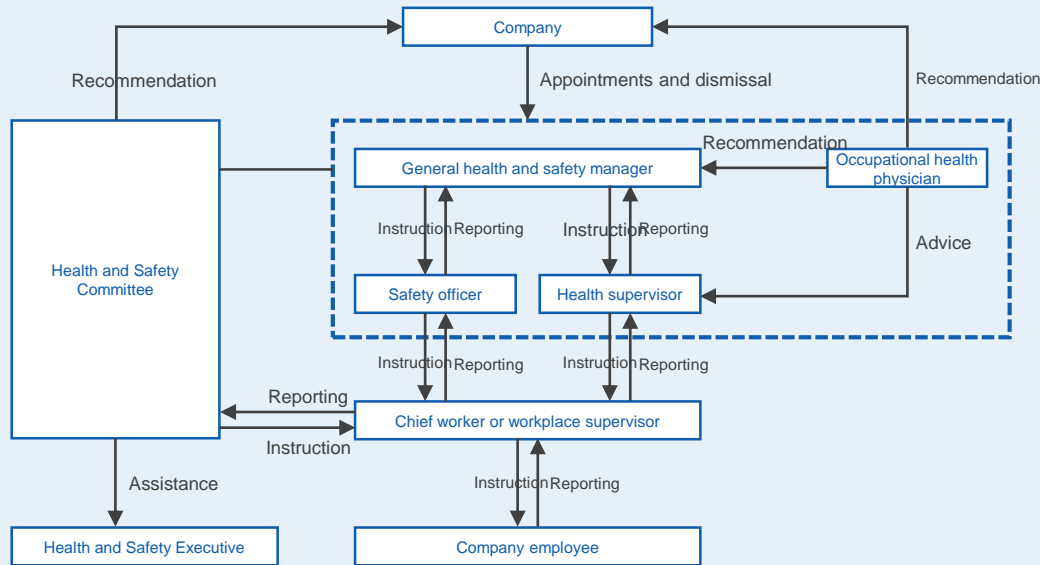 Company
Recommendation
Appointments and dismissal
Recommendation
Recommendation
General health and safety manager
Occupational health
physician
Instruction
Reporting
Instruction
Reporting
Advice
Health and Safety
Committee
Safety officer
Health supervisor
Instruction
Reporting
Instruction
Reporting
Reporting
Chief worker or workplace supervisor
Instruction
Assistance
Instruction
Reporting
Health and Safety Executive
Company employee